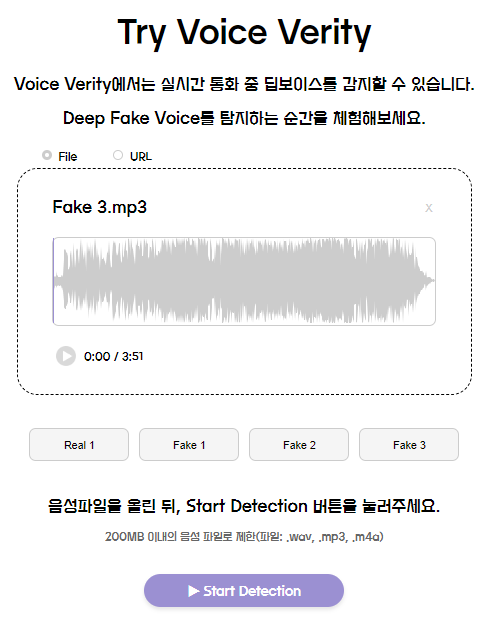 Try Voice Verity
Voice Verity에서는 실시간 통화 중 딥보이스를 감지할 수 있습니다.
Deep Fake Voice를 탐지하는 순간을 체험해보세요.
File URL
Fake 3.mp3 X
0:00 / 3:51
Real 1 Fake 1 Fake 2 Fake 3
음성파일을 올린 뒤, Start Detection 버튼을 눌러주세요.
200MB 이내의 음성 파일로 제한(파일: .wav, .mp3, .m4a)
▶ Start Detection